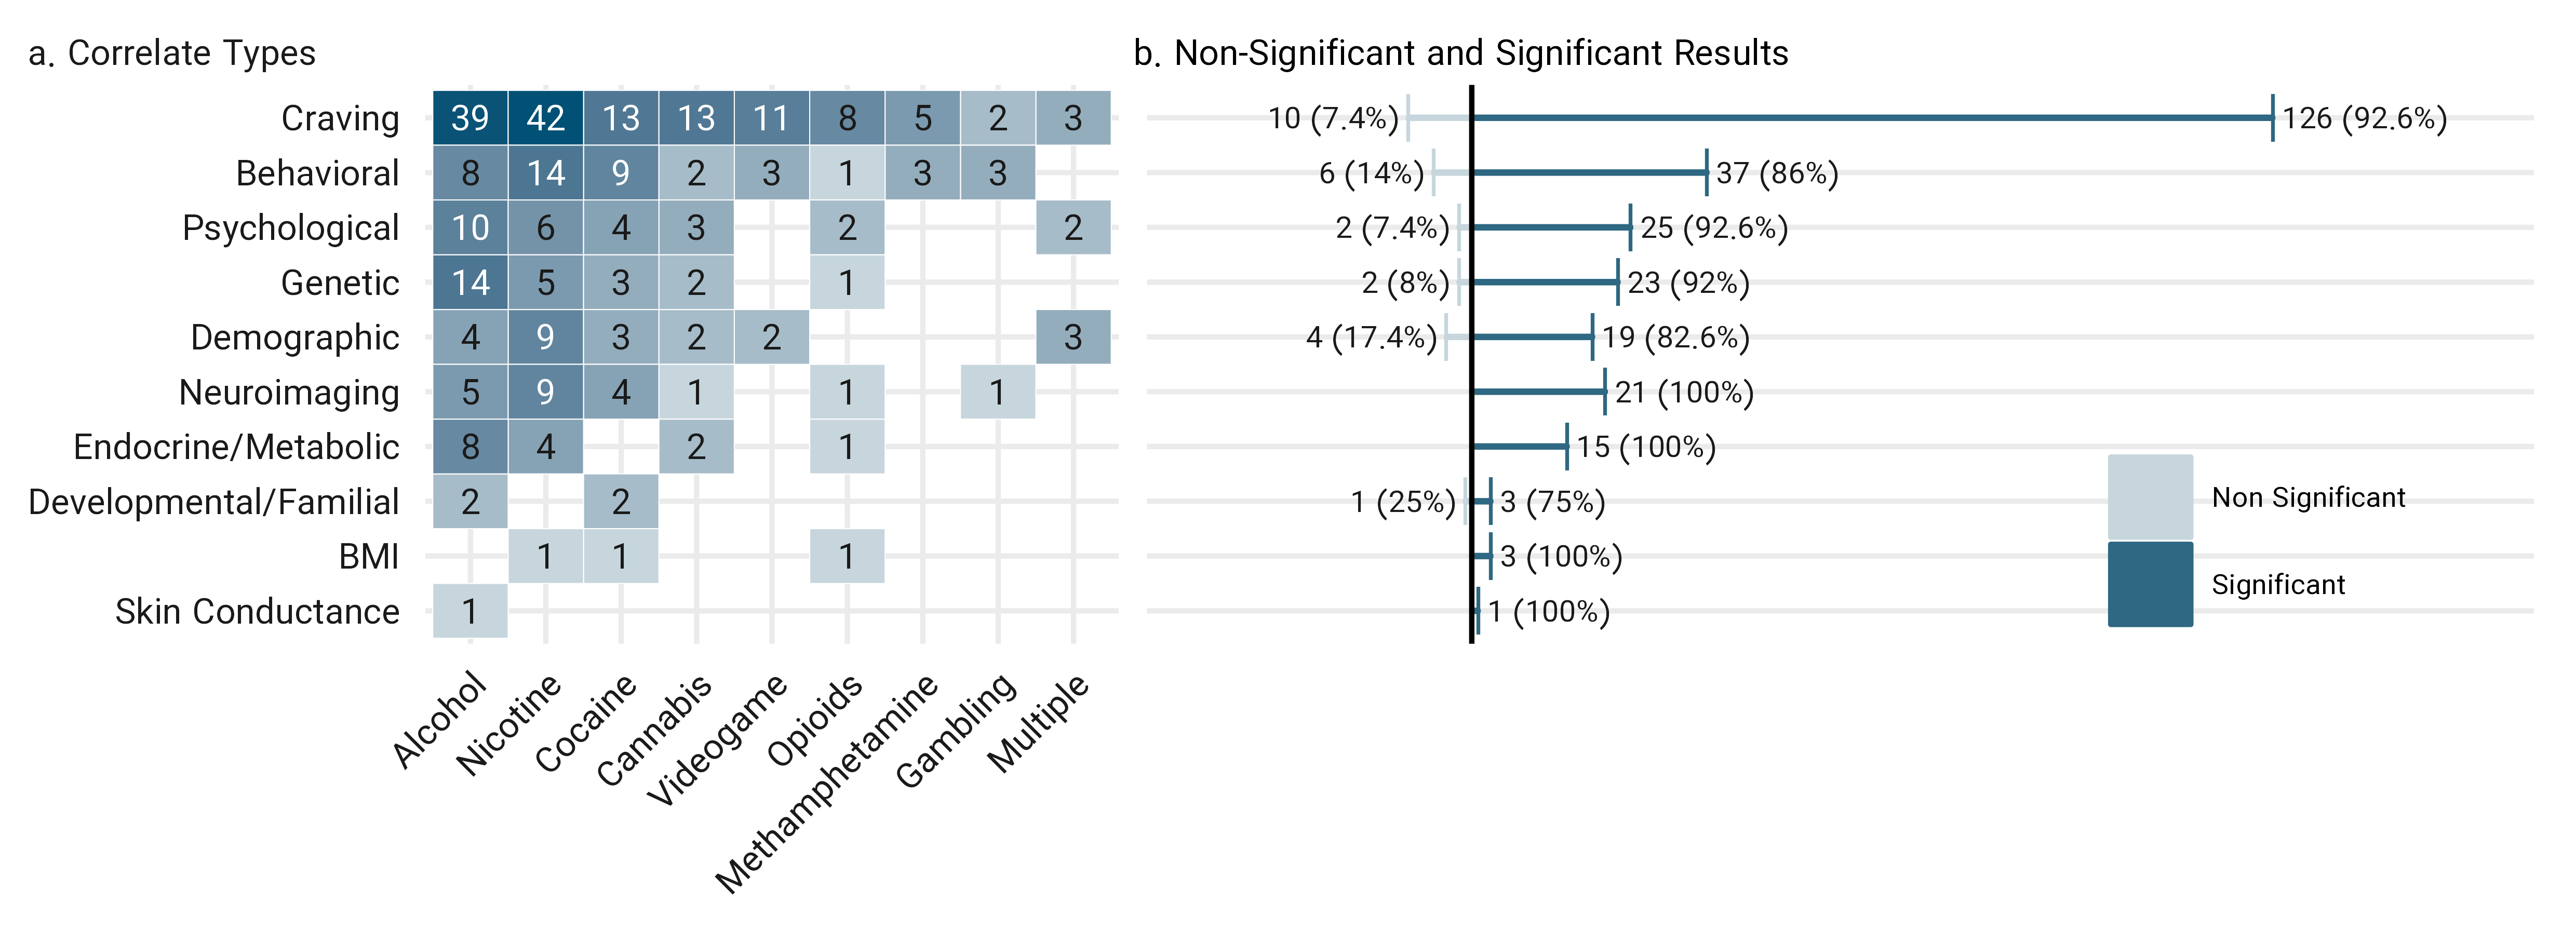 a. Correlate Types
b. Non-Significant and Significant Results
Craving 39 42 13 13 11 8 5 2 3 10 (7.4%) 126 (92.6%)
Behavioral 8 14 9 2 3 1 3 3 6 (14%) 37 (86%)
Psychological 10 6 4 3 2 2 2 (7.4%) 25 (92.6%)
Genetic 14 5 3 2 1 2 (8%) 23 (92%)
Demographic 4 9 3 2 2 3 4 (17.4%) 19 (82.6%)
Neuroimaging 5 9 4 1 1 1 21 (100%)
Endocrine/Metabolic 8 4 2 1 15 (100%)
Developmental/Familial 2 2 1 (25%) 3 (75%)
BMI 1 1 1 3 (100%)
Skin Conductance 1 1 (100%)
Non Significant
Significant
Alcohol
Nicotine
Cocaine
Cannabis
Videogame
Opioids
Methamphetamine
Gambling
Multiple